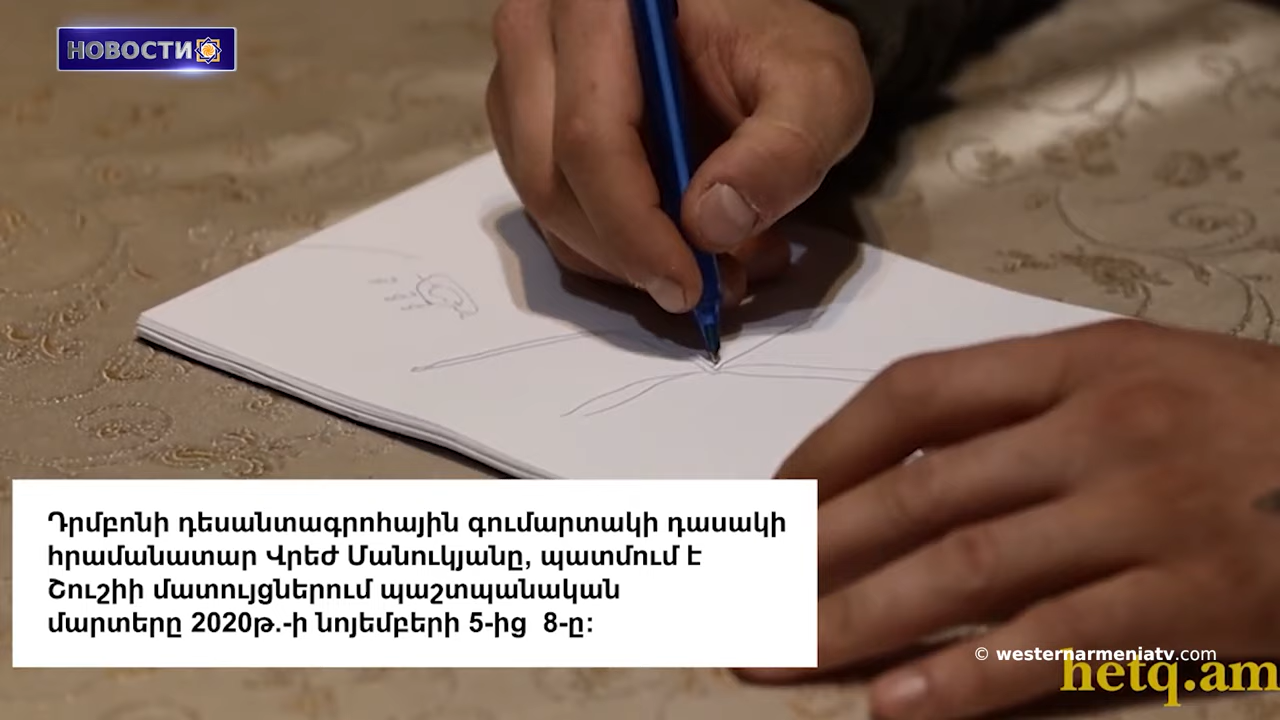 НОВОСТИ
Դրմբոնի դեսանտագրոհային գումարտակի դասակի
հրամանատար Վրեժ Մանուկյանը, պատմում է
Շուշիի մատույցներում պաշտպանական
մարտերը 2020թ.-ի նոյեմբերի 5-ից 8-ը:
© westernarmeniatv.com
hetq.am